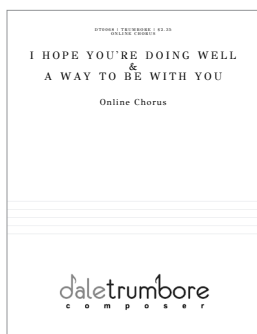 DT0068 | TRUMBORE | $2.25
ONLINE CHORUS
I HOPE YOU'RE DOING WELL
&
A WAY TO BE WITH YOU
Online Chorus
daletrumbore
composer